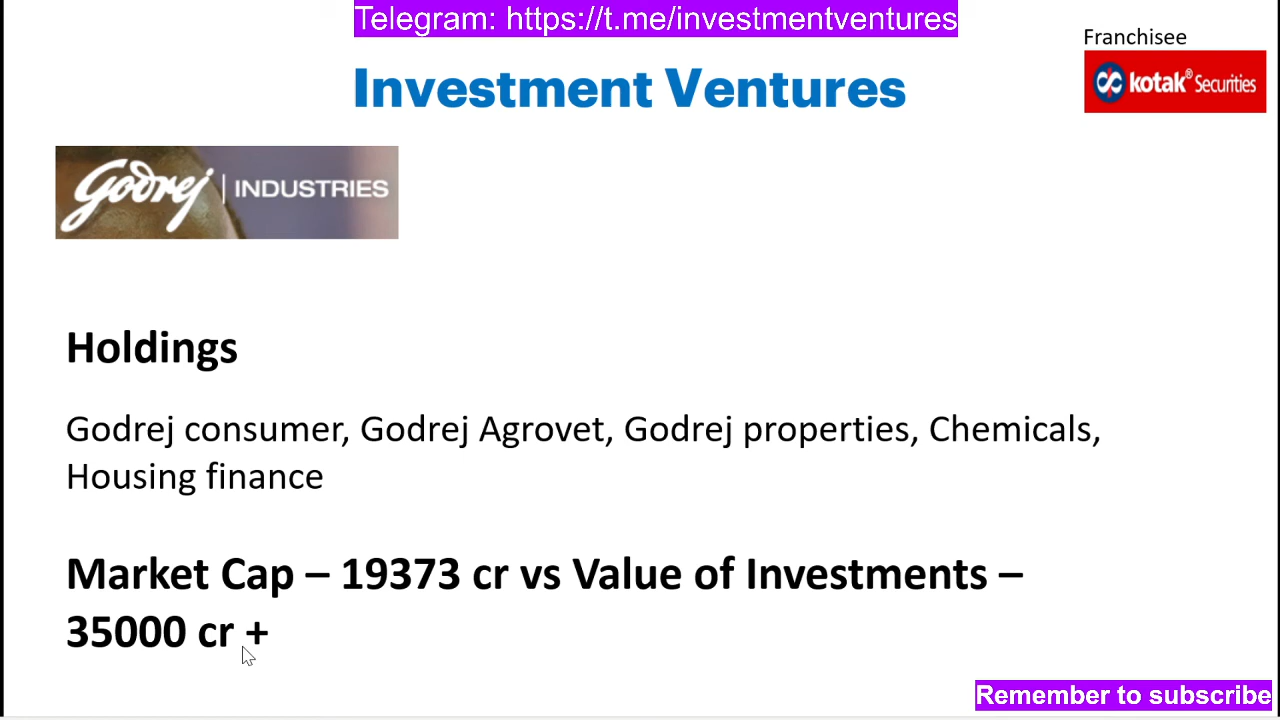 Telegram: https://t.me/investmentventures
Franchisee
Investment Ventures
kotak® Securities
Godrej | INDUSTRIES
Holdings
Godrej consumer, Godrej Agrovet, Godrej properties, Chemicals,
Housing finance
Market Cap – 19373 cr vs Value of Investments –
35000 cr +
Remember to subscribe